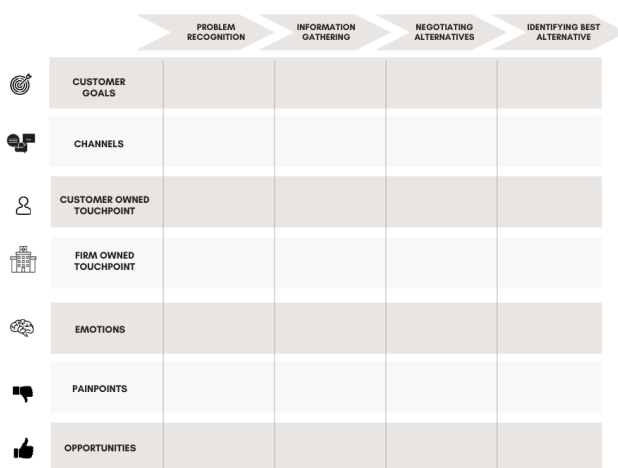 PROBLEM
RECOGNITION
INFORMATION
GATHERING
NEGOTIATING
ALTERNATIVES
IDENTIFYING BEST
ALTERNATIVE
CUSTOMER
GOALS
CHANNELS
CUSTOMER OWNED
TOUCHPOINT
FIRM OWNED
TOUCHPOINT
EMOTIONS
PAINPOINTS
OPPORTUNITIES